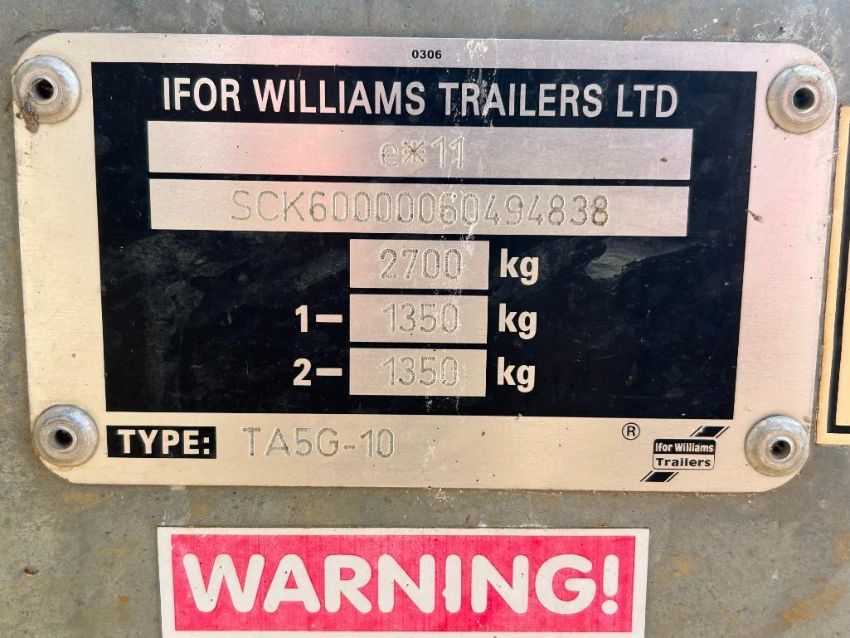 0306
IFOR WILLIAMS TRAILERS LTD
e*11
SCK60000060494838
2700 kg
1– 1350 kg
2– 1350 kg
TYPE: TA5G-10
®
Ifor Williams
Trailers
WARNING!